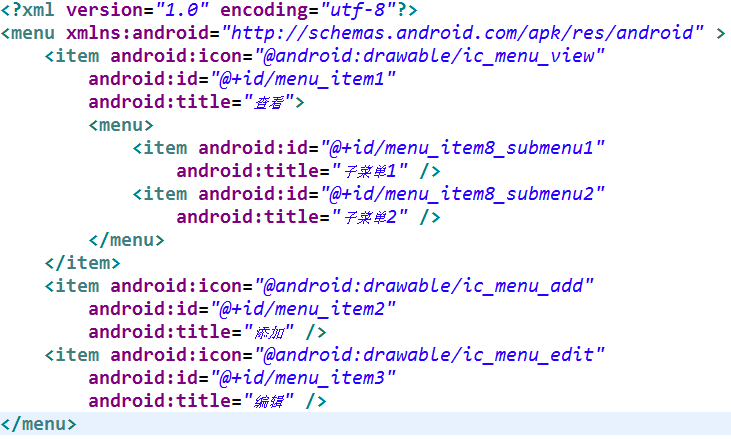 <?xml version="1.0" encoding="utf-8"?>
<menu xmlns:android="http://schemas.android.com/apk/res/android" >
    <item android:icon="@android:drawable/ic_menu_view"
        android:id="@+id/menu_item1"
        android:title="查看">
        <menu>
            <item android:id="@+id/menu_item8_submenu1"
                android:title="子菜单1" />
            <item android:id="@+id/menu_item8_submenu2"
                android:title="子菜单2" />
        </menu>
    </item>
    <item android:icon="@android:drawable/ic_menu_add"
        android:id="@+id/menu_item2"
        android:title="添加" />
    <item android:icon="@android:drawable/ic_menu_edit"
        android:id="@+id/menu_item3"
        android:title="编辑" />
</menu>